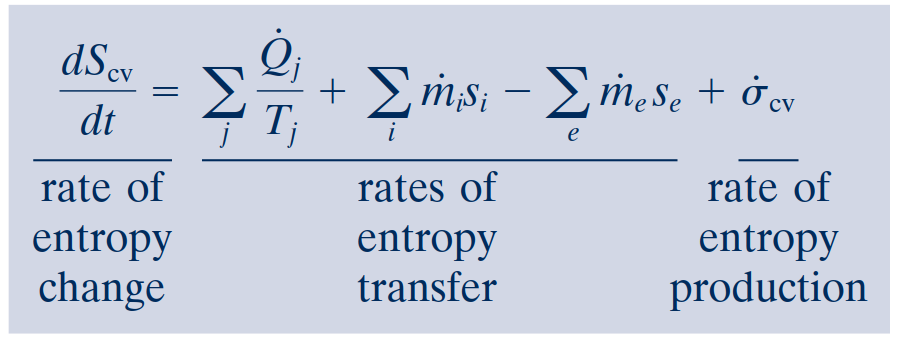 dS_cv/dt = ∑_j Q̇_j/T_j + ∑_i ṁ_i s_i − ∑_e ṁ_e s_e + σ̇_cv
rate of entropy change
rates of entropy transfer
rate of entropy production